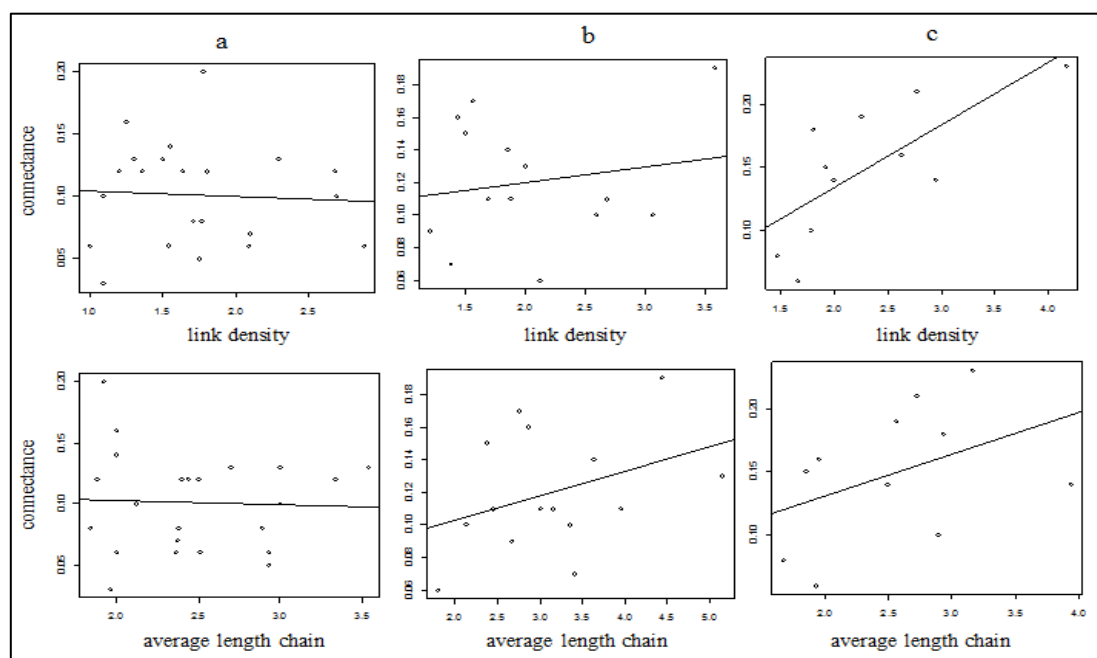 a b c
connectance
0.05 0.10 0.15 0.20
1.0 1.5 2.0 2.5
link density
0.06 0.08 0.10 0.12 0.14 0.16 0.18
1.5 2.0 2.5 3.0 3.5
link density
0.10 0.15 0.20
1.5 2.0 2.5 3.0 3.5 4.0
link density
connectance
0.05 0.10 0.15 0.20
2.0 2.5 3.0 3.5
average length chain
0.06 0.08 0.10 0.12 0.14 0.16 0.18
2.0 2.5 3.0 3.5 4.0 4.5 5.0
average length chain
0.10 0.15 0.20
2.0 2.5 3.0 3.5 4.0
average length chain